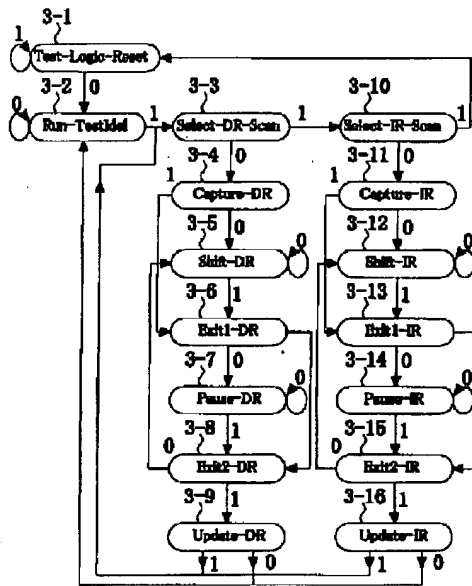 3-1
1
Test-Logic-Reset
3-2
0
3-3
3-10
0
Run-TestIdel
1
Select-DR-Scan
1
Select-IR-Scan
1
3-4
0
3-11
0
1
Capture-DR
1
Capture-IR
3-5
0
3-12
0
Shift-DR
0
Shift-IR
0
3-6
1
3-13
1
Exit1-DR
Exit1-IR
3-7
0
3-14
0
0
0
Pause-DR
Pause-IR
3-8
1
3-15
1
0
Exit2-DR
0
Exit2-IR
3-9
1
3-16
1
Update-DR
Update-IR
1
0
1
0